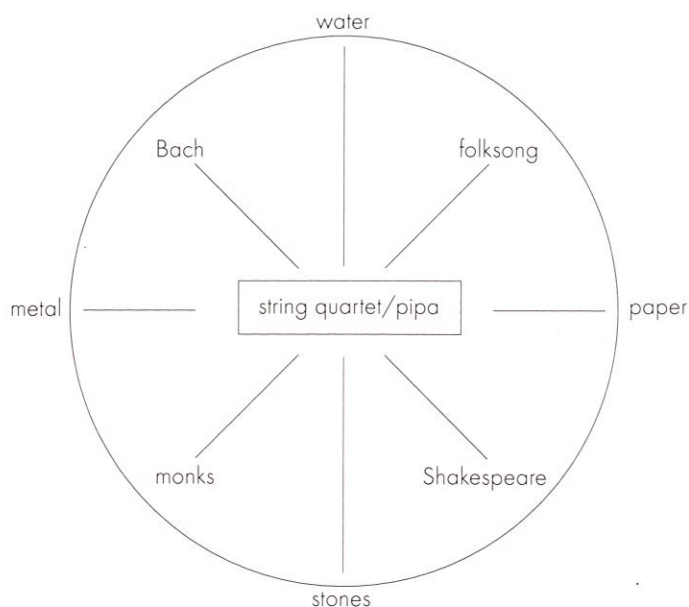 water
Bach
folksong
metal
string quartet/pipa
paper
monks
Shakespeare
stones